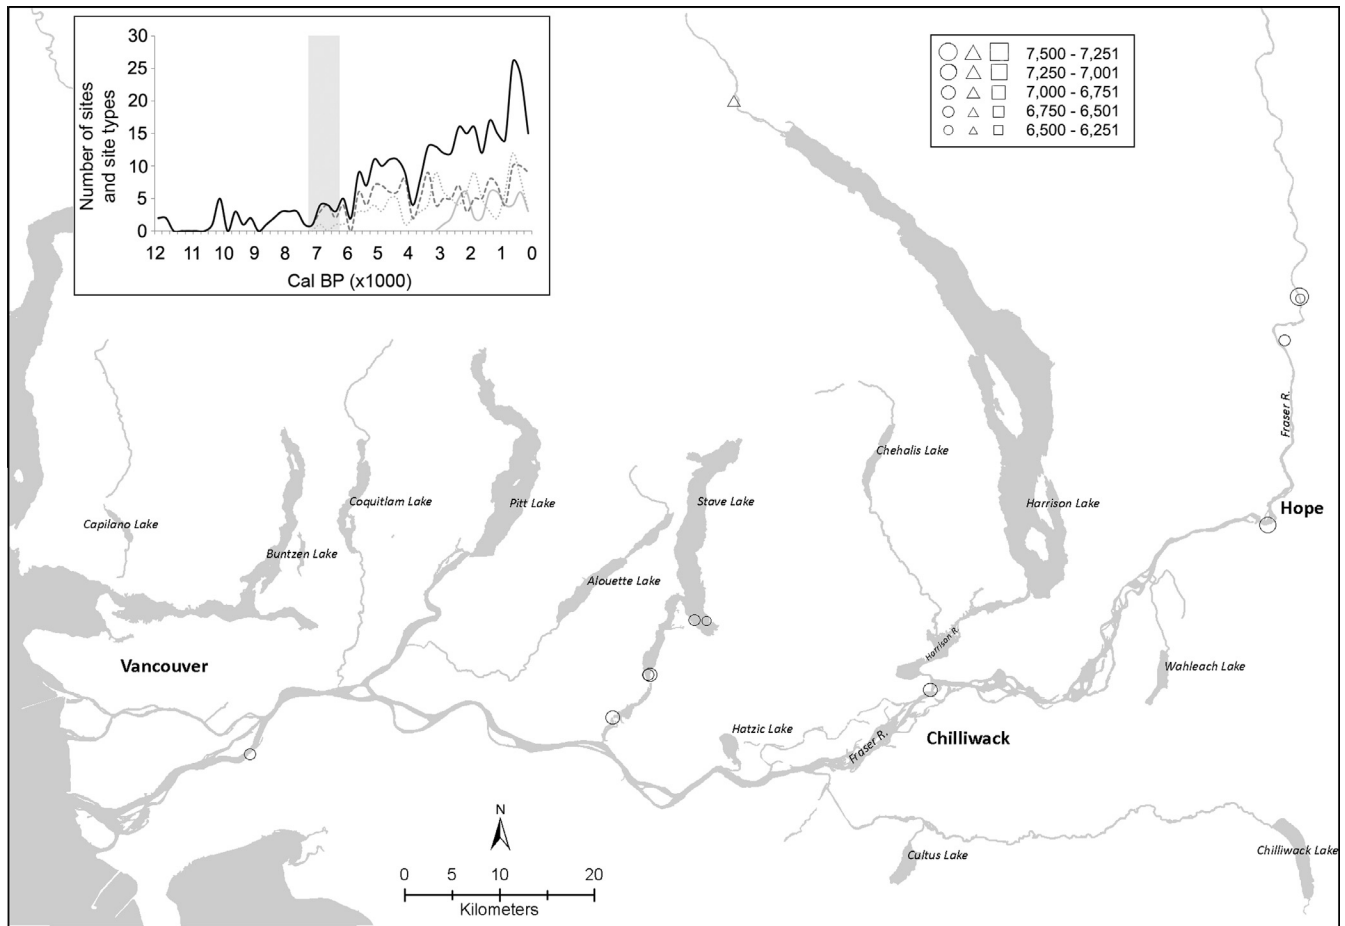 30
25
20
15
10
5
0
Number of sites
and site types
12 11 10 9 8 7 6 5 4 3 2 1 0
Cal BP (x1000)
7,500 - 7,251
7,250 - 7,001
7,000 - 6,751
6,750 - 6,501
6,500 - 6,251
Fraser R.
Chehalis Lake
Capilano Lake
Buntzen Lake
Coquitlam Lake
Pitt Lake
Stave Lake
Harrison Lake
Hope
Alouette Lake
Harrison R.
Vancouver
Wahleach Lake
Hatzic Lake
Fraser R.
Chilliwack
Cultus Lake
Chilliwack Lake
N
0 5 10 20
Kilometers